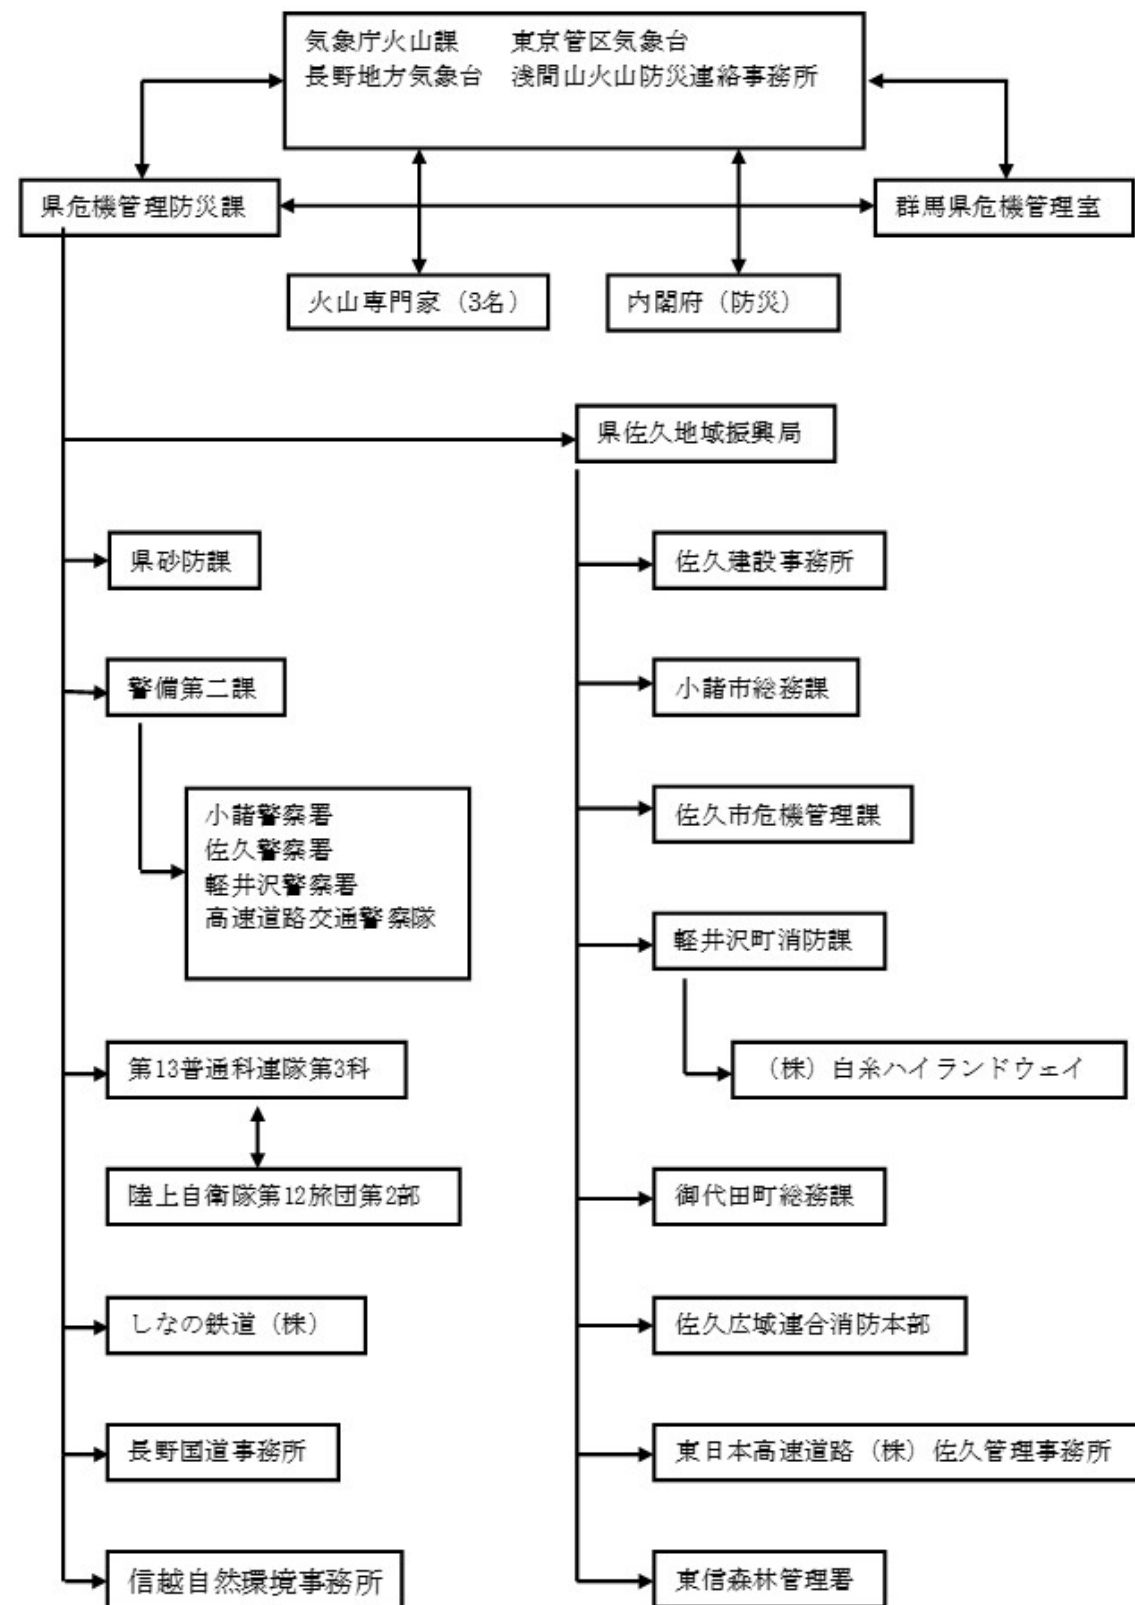 気象庁火山課　　東京管区気象台
長野地方気象台　浅間山火山防災連絡事務所
県危機管理防災課
群馬県危機管理室
火山専門家（3名）
内閣府（防災）
県佐久地域振興局
県砂防課
佐久建設事務所
警備第二課
小諸市総務課
小諸警察署
佐久警察署
軽井沢警察署
高速道路交通警察隊
佐久市危機管理課
軽井沢町消防課
第13普通科連隊第3科
（株）白糸ハイランドウェイ
陸上自衛隊第12旅団第2部
御代田町総務課
しなの鉄道（株）
佐久広域連合消防本部
長野国道事務所
東日本高速道路（株）佐久管理事務所
信越自然環境事務所
東信森林管理署